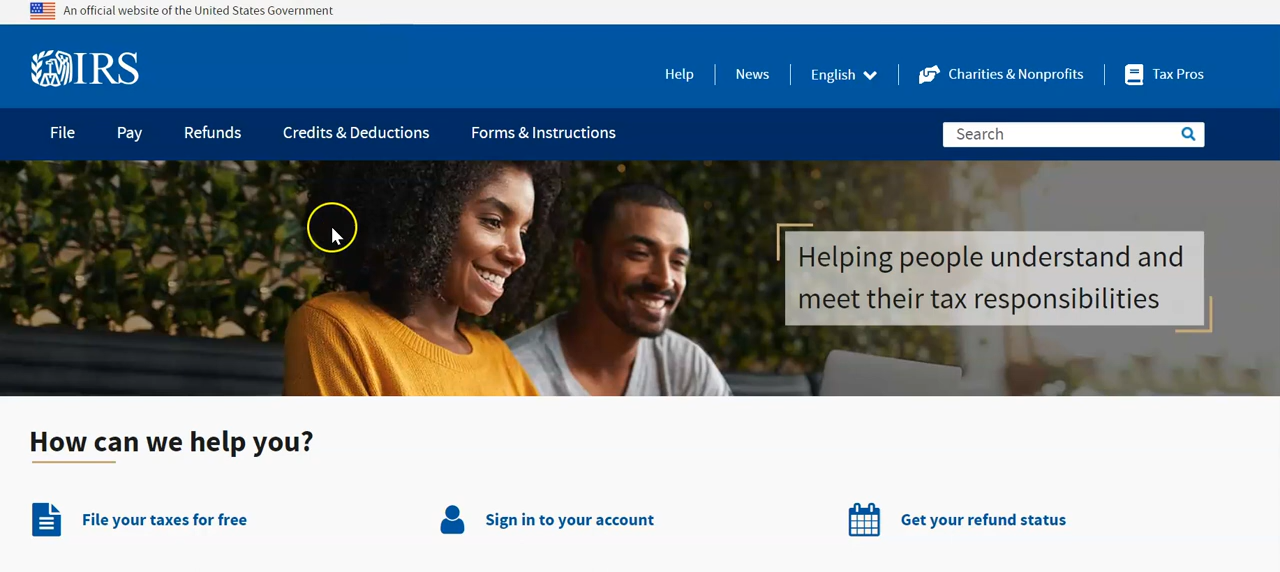 An official website of the United States Government
IRS
Help
News
English
Charities & Nonprofits
Tax Pros
File
Pay
Refunds
Credits & Deductions
Forms & Instructions
Search
Helping people understand and
meet their tax responsibilities
How can we help you?
File your taxes for free
Sign in to your account
Get your refund status